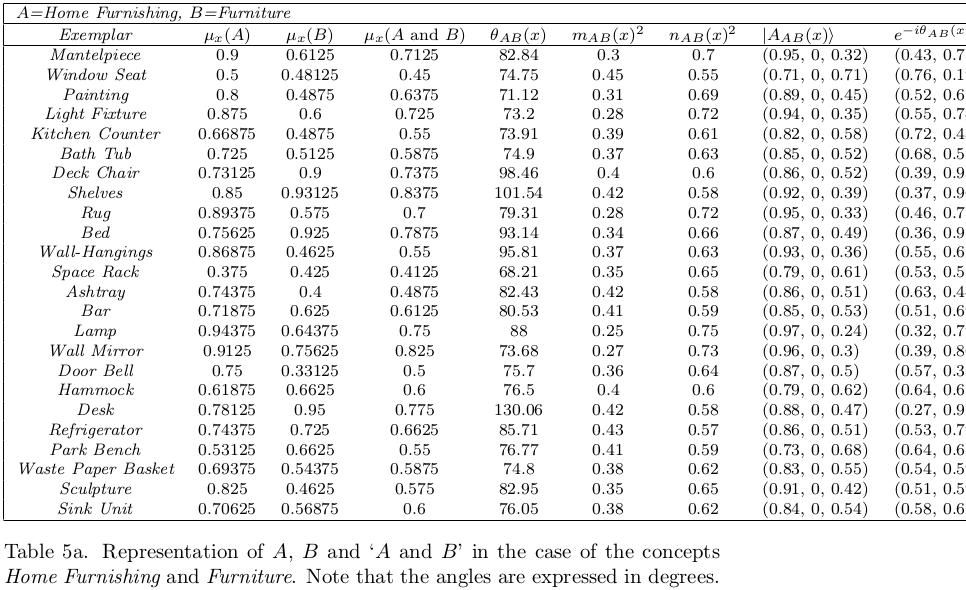 A=Home Furnishing, B=Furniture
Exemplar μx(A) μx(B) μx(A and B) θAB(x) mAB(x)² nAB(x)² |AAB(x)⟩ e^−iθAB(x
Mantelpiece 0.9 0.6125 0.7125 82.84 0.3 0.7 (0.95, 0, 0.32) (0.43, 0.7
Window Seat 0.5 0.48125 0.45 74.75 0.45 0.55 (0.71, 0, 0.71) (0.76, 0.1
Painting 0.8 0.4875 0.6375 71.12 0.31 0.69 (0.89, 0, 0.45) (0.52, 0.6
Light Fixture 0.875 0.6 0.725 73.2 0.28 0.72 (0.94, 0, 0.35) (0.55, 0.7
Kitchen Counter 0.66875 0.4875 0.55 73.91 0.39 0.61 (0.82, 0, 0.58) (0.72, 0.4
Bath Tub 0.725 0.5125 0.5875 74.9 0.37 0.63 (0.85, 0, 0.52) (0.68, 0.5
Deck Chair 0.73125 0.9 0.7375 98.46 0.4 0.6 (0.86, 0, 0.52) (0.39, 0.9
Shelves 0.85 0.93125 0.8375 101.54 0.42 0.58 (0.92, 0, 0.39) (0.37, 0.9
Rug 0.89375 0.575 0.7 79.31 0.28 0.72 (0.95, 0, 0.33) (0.46, 0.7
Bed 0.75625 0.925 0.7875 93.14 0.34 0.66 (0.87, 0, 0.49) (0.36, 0.9
Wall-Hangings 0.86875 0.4625 0.55 95.81 0.37 0.63 (0.93, 0, 0.36) (0.55, 0.6
Space Rack 0.375 0.425 0.4125 68.21 0.35 0.65 (0.79, 0, 0.61) (0.53, 0.5
Ashtray 0.74375 0.4 0.4875 82.43 0.42 0.58 (0.86, 0, 0.51) (0.63, 0.4
Bar 0.71875 0.625 0.6125 80.53 0.41 0.59 (0.85, 0, 0.53) (0.51, 0.6
Lamp 0.94375 0.64375 0.75 88 0.25 0.75 (0.97, 0, 0.24) (0.32, 0.7
Wall Mirror 0.9125 0.75625 0.825 73.68 0.27 0.73 (0.96, 0, 0.3) (0.39, 0.8
Door Bell 0.75 0.33125 0.5 75.7 0.36 0.64 (0.87, 0, 0.5) (0.57, 0.3
Hammock 0.61875 0.6625 0.6 76.5 0.4 0.6 (0.79, 0, 0.62) (0.64, 0.6
Desk 0.78125 0.95 0.775 130.06 0.42 0.58 (0.88, 0, 0.47) (0.27, 0.9
Refrigerator 0.74375 0.725 0.6625 85.71 0.43 0.57 (0.86, 0, 0.51) (0.53, 0.7
Park Bench 0.53125 0.6625 0.55 76.77 0.41 0.59 (0.73, 0, 0.68) (0.64, 0.6
Waste Paper Basket 0.69375 0.54375 0.5875 74.8 0.38 0.62 (0.83, 0, 0.55) (0.54, 0.5
Sculpture 0.825 0.4625 0.575 82.95 0.35 0.65 (0.91, 0, 0.42) (0.51, 0.5
Sink Unit 0.70625 0.56875 0.6 76.05 0.38 0.62 (0.84, 0, 0.54) (0.58, 0.6
Table 5a. Representation of A, B and ‘A and B’ in the case of the concepts
Home Furnishing and Furniture. Note that the angles are expressed in degrees.